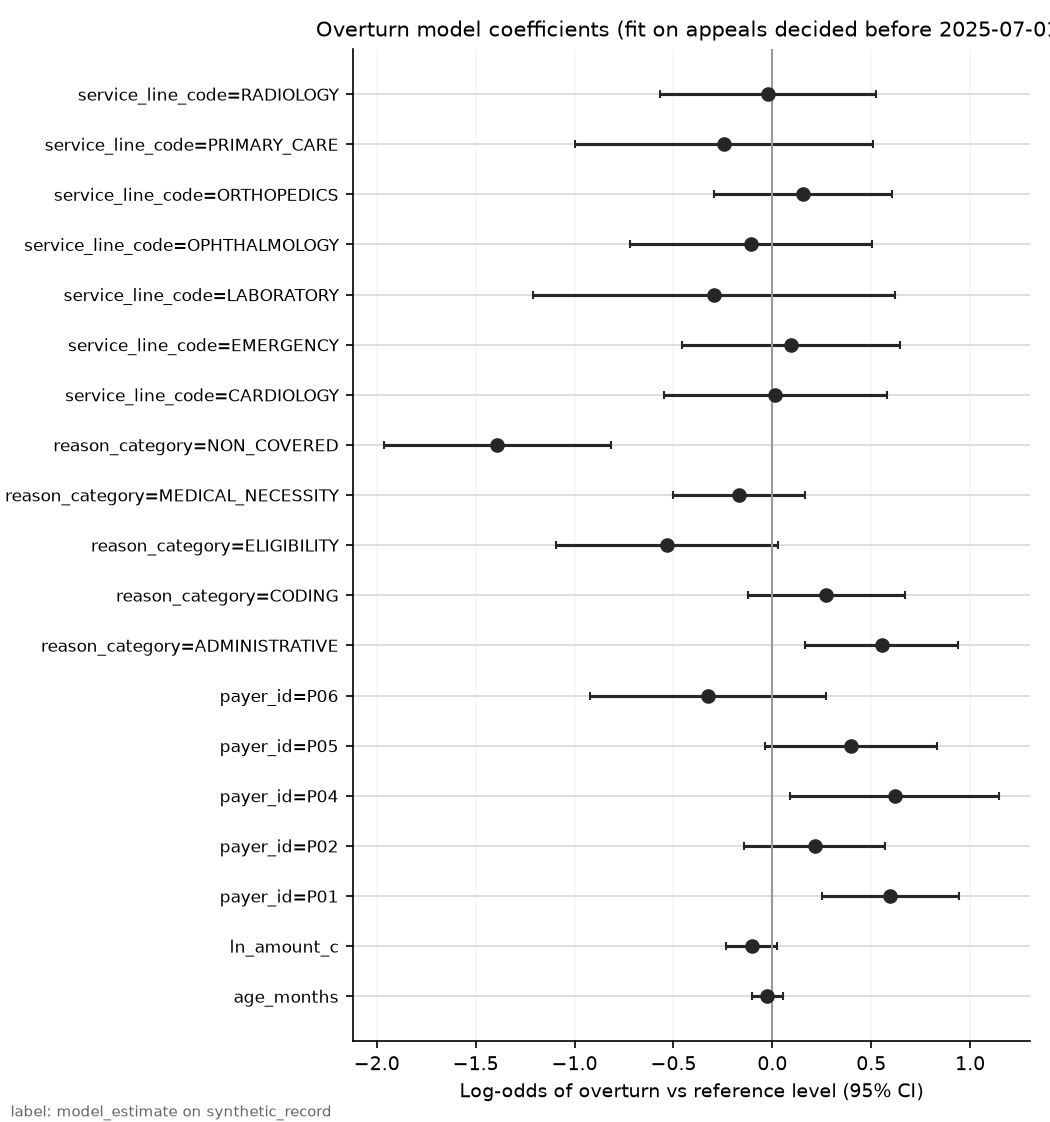 Overturn model coefficients (fit on appeals decided before 2025-07-01
service_line_code=RADIOLOGY
service_line_code=PRIMARY_CARE
service_line_code=ORTHOPEDICS
service_line_code=OPHTHALMOLOGY
service_line_code=LABORATORY
service_line_code=EMERGENCY
service_line_code=CARDIOLOGY
reason_category=NON_COVERED
reason_category=MEDICAL_NECESSITY
reason_category=ELIGIBILITY
reason_category=CODING
reason_category=ADMINISTRATIVE
payer_id=P06
payer_id=P05
payer_id=P04
payer_id=P02
payer_id=P01
ln_amount_c
age_months
−2.0 −1.5 −1.0 −0.5 0.0 0.5 1.0
Log-odds of overturn vs reference level (95% CI)
label: model_estimate on synthetic_record